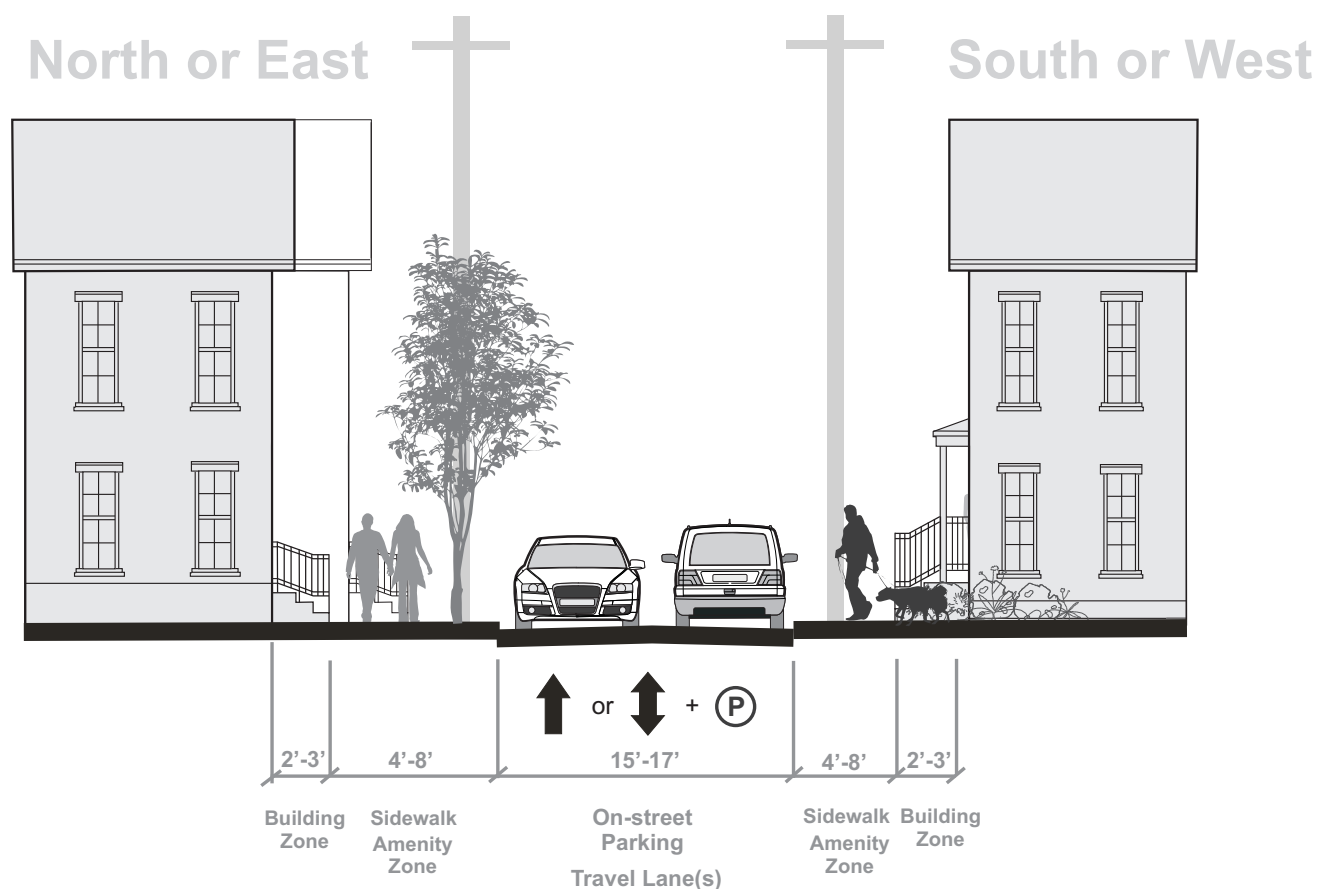 North or East
South or West
or
+ P
2'-3'
4'-8'
15'-17'
4'-8'
2'-3'
Building
Zone
Sidewalk
Amenity
Zone
On-street
Parking
Travel Lane(s)
Sidewalk
Amenity
Zone
Building
Zone